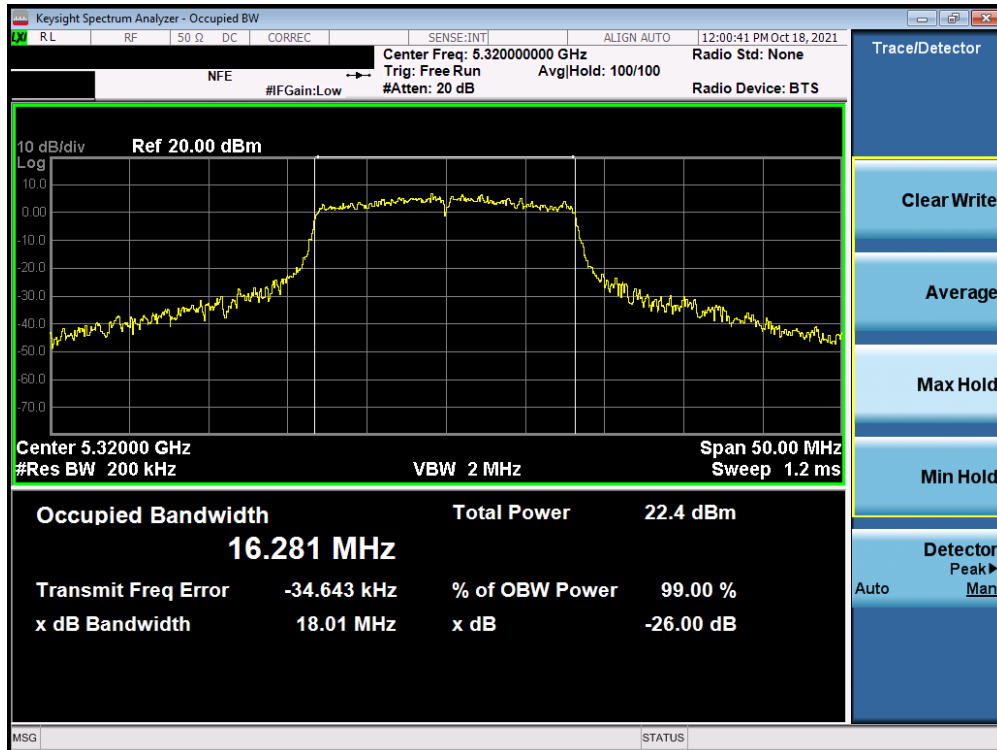 Keysight Spectrum Analyzer - Occupied BW
LXI RL RF 50 Ω DC CORREC SENSE:INT ALIGN AUTO 12:00:41 PM Oct 18, 2021
Center Freq: 5.320000000 GHz Radio Std: None
NFE Trig: Free Run Avg|Hold: 100/100
#IFGain:Low #Atten: 20 dB Radio Device: BTS
Trace/Detector
10 dB/div Ref 20.00 dBm
Log
10.0
0.00
-10.0
-20.0
-30.0
-40.0
-50.0
-60.0
-70.0
Center 5.32000 GHz Span 50.00 MHz
#Res BW 200 kHz VBW 2 MHz Sweep 1.2 ms
Occupied Bandwidth Total Power 22.4 dBm
16.281 MHz
Transmit Freq Error -34.643 kHz % of OBW Power 99.00 %
x dB Bandwidth 18.01 MHz x dB -26.00 dB
Clear Write
Average
Max Hold
Min Hold
Detector
Peak▶
Auto Man
MSG STATUS